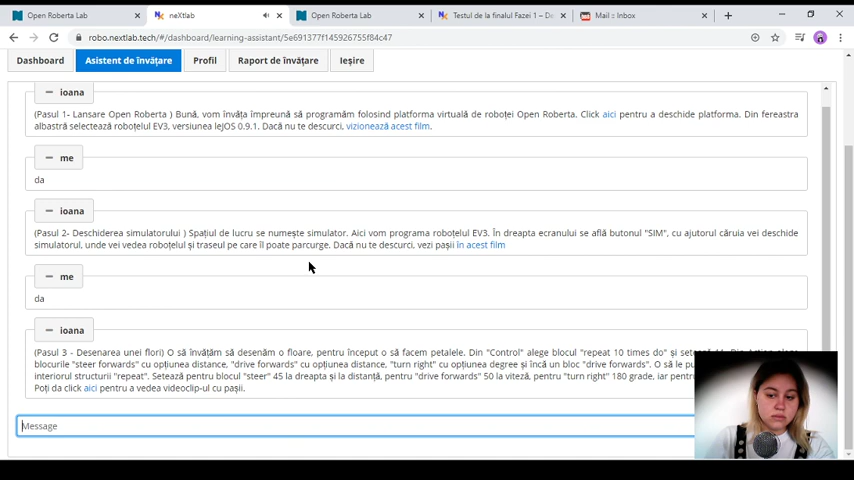 Open Roberta Lab
neXtlab
Open Roberta Lab
Testul de la finalul Fazei 1 – De
Mail :: Inbox
robo.nextlab.tech/#/dashboard/learning-assistant/5e691377f145926755f84c47
Dashboard
Asistent de învățare
Profil
Raport de învățare
Ieșire
ioana
(Pasul 1- Lansare Open Roberta ) Bună, vom învăța împreună să programăm folosind platforma virtuală de roboței Open Roberta. Click aici pentru a deschide platforma. Din fereastra
albastră selectează roboțelul EV3, versiunea leJOS 0.9.1. Dacă nu te descurci, vizionează acest film.
me
da
ioana
(Pasul 2- Deschiderea simulatorului ) Spațiul de lucru se numește simulator. Aici vom programa roboțelul EV3. În dreapta ecranului se află butonul "SIM", cu ajutorul căruia vei deschide
simulatorul, unde vei vedea roboțelul și traseul pe care îl poate parcurge. Dacă nu te descurci, vezi pașii în acest film
me
da
ioana
(Pasul 3 - Desenarea unei flori) O să învățăm să desenăm o floare, pentru început o să facem petalele. Din "Control" alege blocul "repeat 10 times do" și
blocurile "steer forwards" cu opțiunea distance, "drive forwards" cu opțiunea distance, "turn right" cu opțiunea degree și încă un bloc "drive forwards". O să le
interiorul structurii "repeat". Setează pentru blocul "steer" 45 la dreapta și la distanță, pentru "drive forwards" 50 la viteză, pentru "turn right" 180 grade, iar
Poți da click aici pentru a vedea videoclip-ul cu pașii.
Message